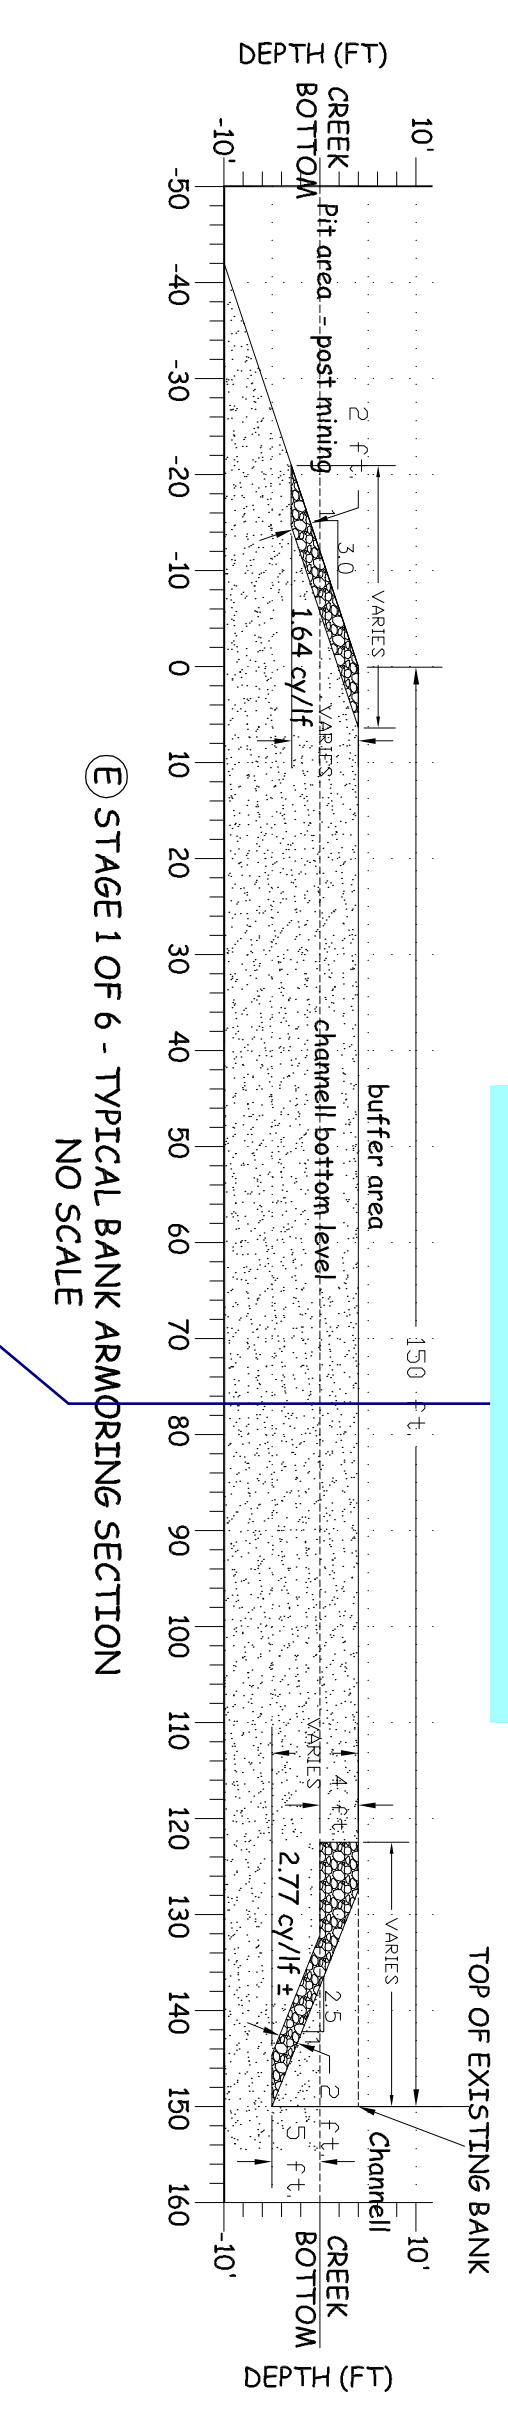 DEPTH (FT)
CREEK
BOTTOM
10'
-10'
Pit area - post mining
2 ft.
1
3.0
VARIES
1.64 cy/lf
VARIES
buffer area
channell bottom level
150 ft.
VARIES
4 ft.
2.77 cy/lf ±
VARIES
2.5
1
2 ft.
5 ft.
TOP OF EXISTING BANK
Channell
10'
-10'
CREEK
BOTTOM
DEPTH (FT)
-50 -40 -30 -20 -10 0 10 20 30 40 50 60 70 80 90 100 110 120 130 140 150 160
E STAGE 1 OF 6 - TYPICAL BANK ARMORING SECTION
NO SCALE